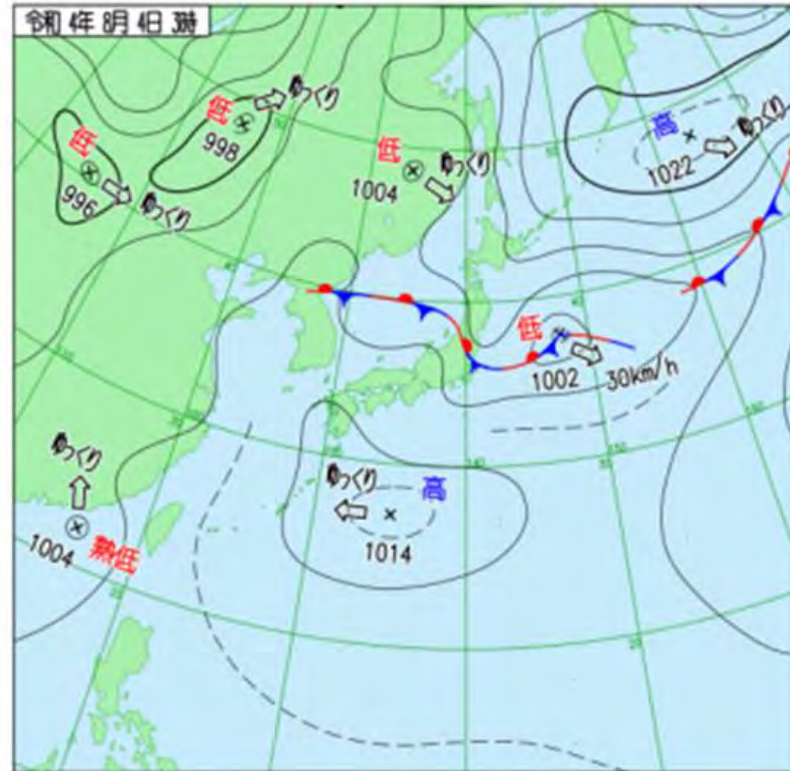 令和 4年 8月 4日 3時
低
996
ゆっくり
低
998
ゆっくり
低
1004
ゆっくり
高
1022
ゆっくり
低
1002
30km/h
ゆっくり
高
1014
ゆっくり
1004
熱低